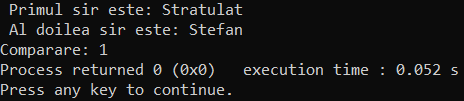 Primul sir este: Stratulat
Al doilea sir este: Stefan
Comparare: 1
Process returned 0 (0x0)   execution time : 0.052 s
Press any key to continue.